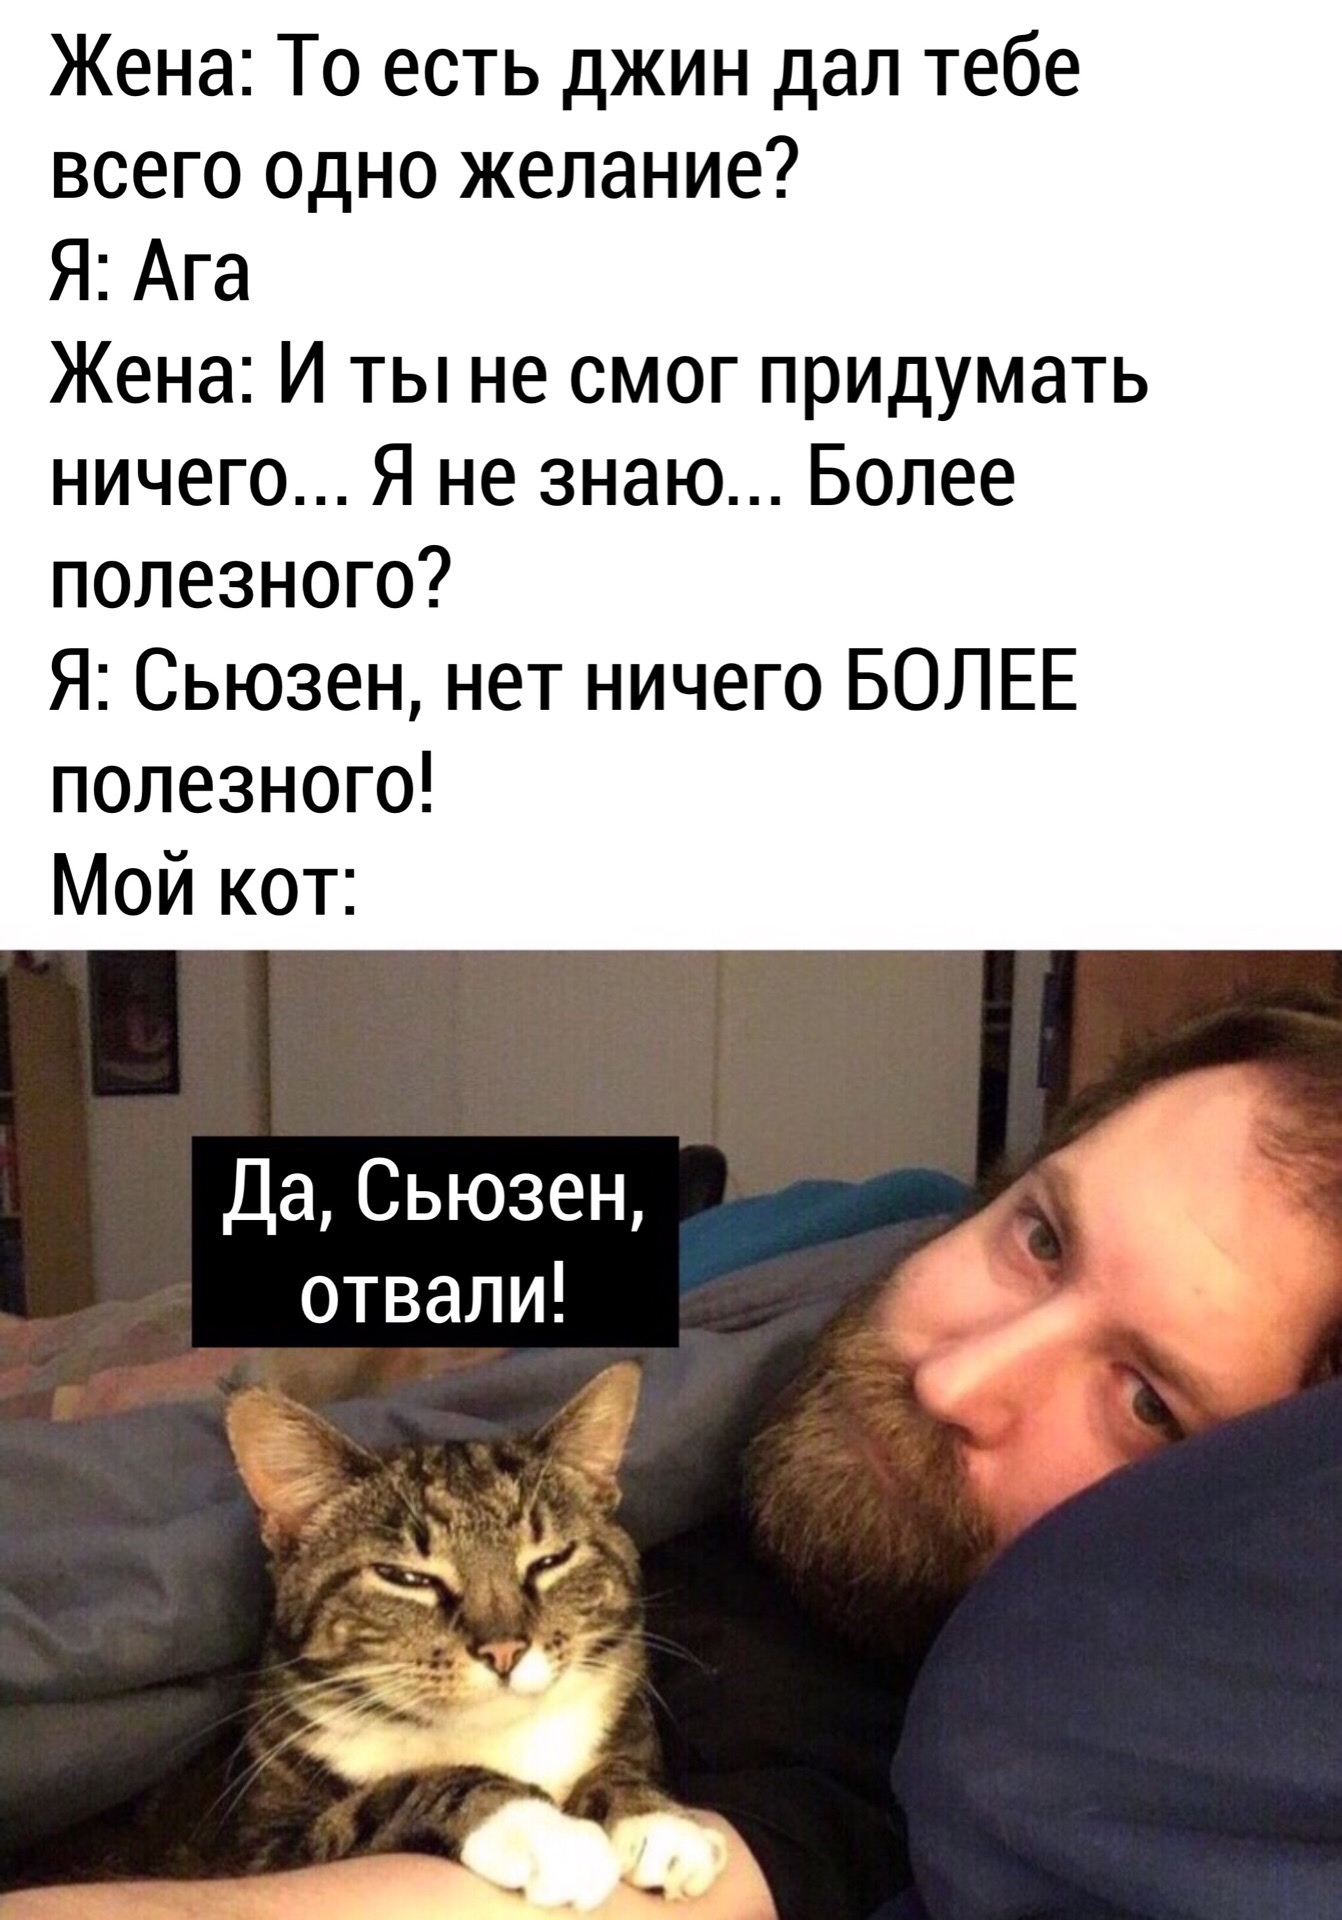 Жена: То есть джин дал тебе
всего одно желание?
Я: Ага
Жена: И ты не смог придумать
ничего... Я не знаю... Более
полезного?
Я: Сьюзен, нет ничего БОЛЕЕ
полезного!
Мой кот:
Да, Сьюзен,
отвали!